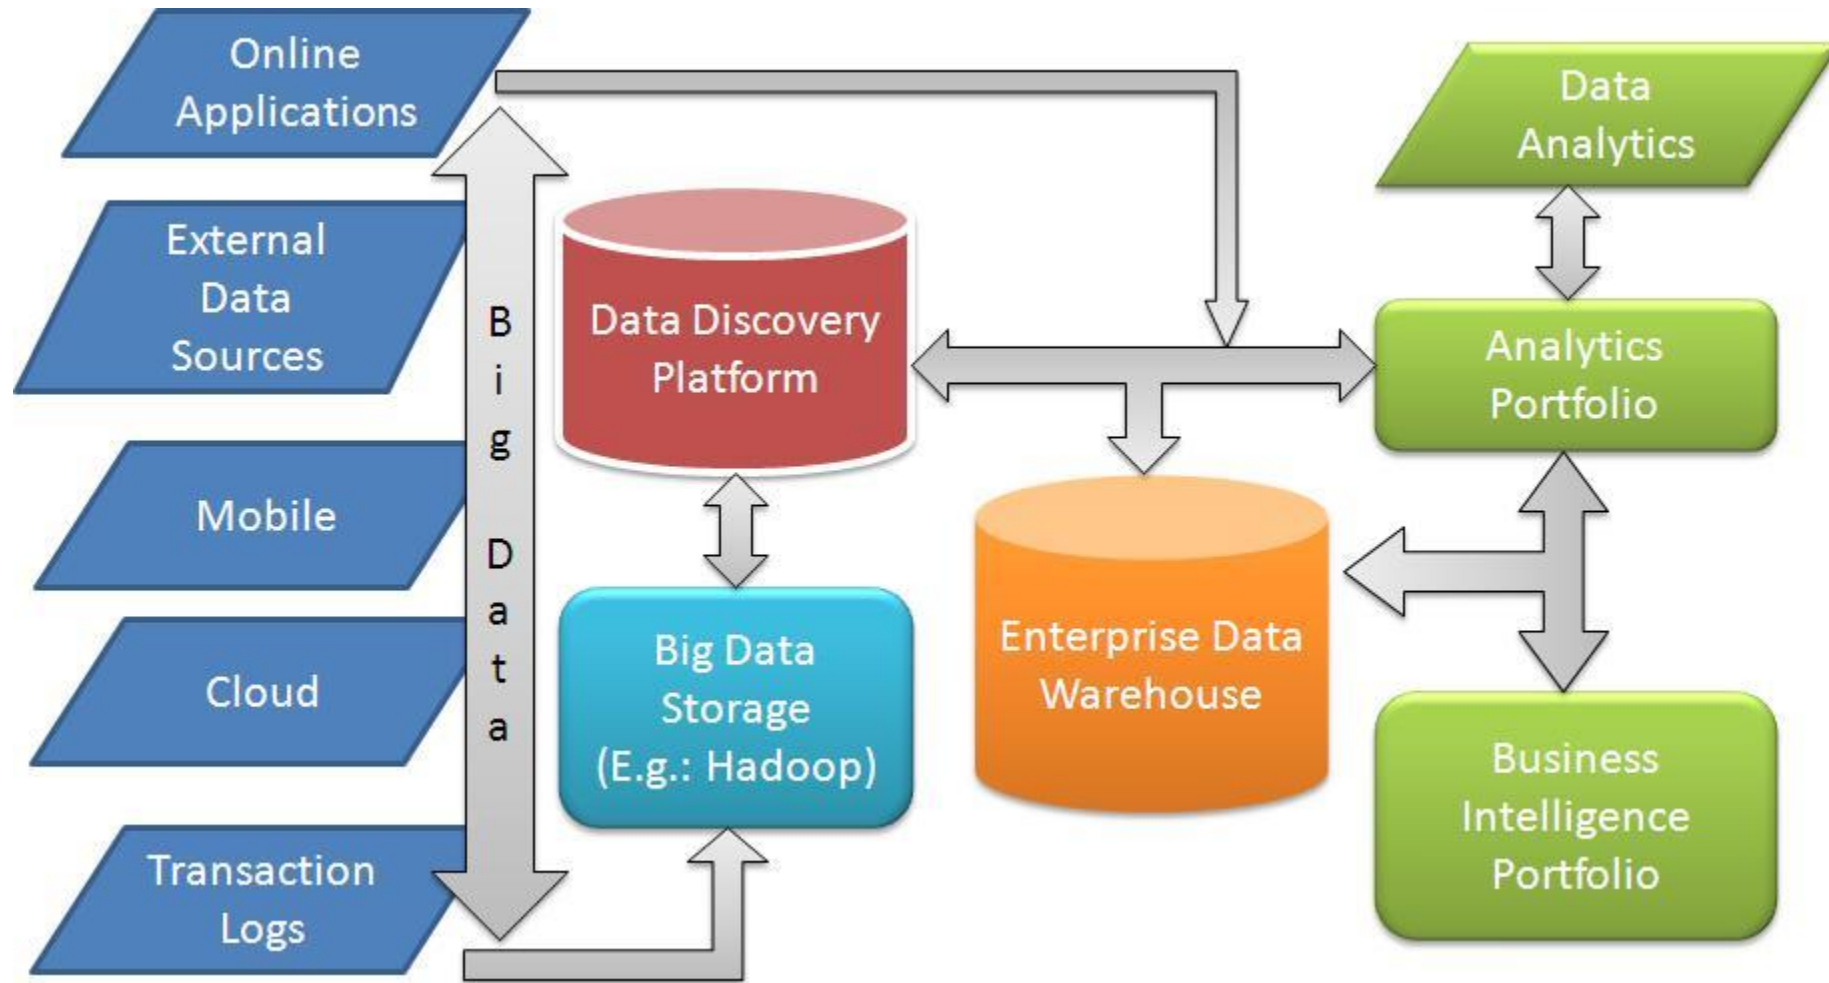 Online
Applications
External
Data
Sources
Mobile
Cloud
Transaction
Logs
B
i
g
D
a
t
a
Data Discovery
Platform
Big Data
Storage
(E.g.: Hadoop)
Enterprise Data
Warehouse
Data
Analytics
Analytics
Portfolio
Business
Intelligence
Portfolio